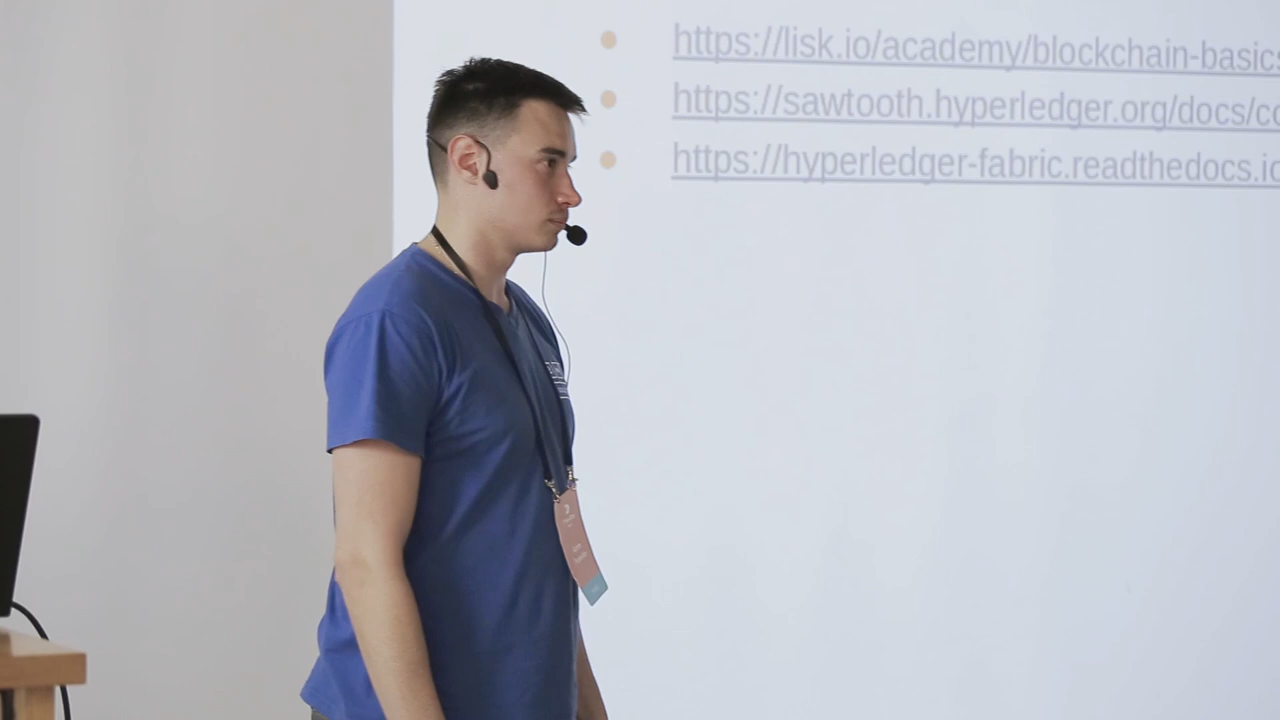 https://lisk.io/academy/blockchain-basics
https://sawtooth.hyperledger.org/docs/co
https://hyperledger-fabric.readthedocs.io